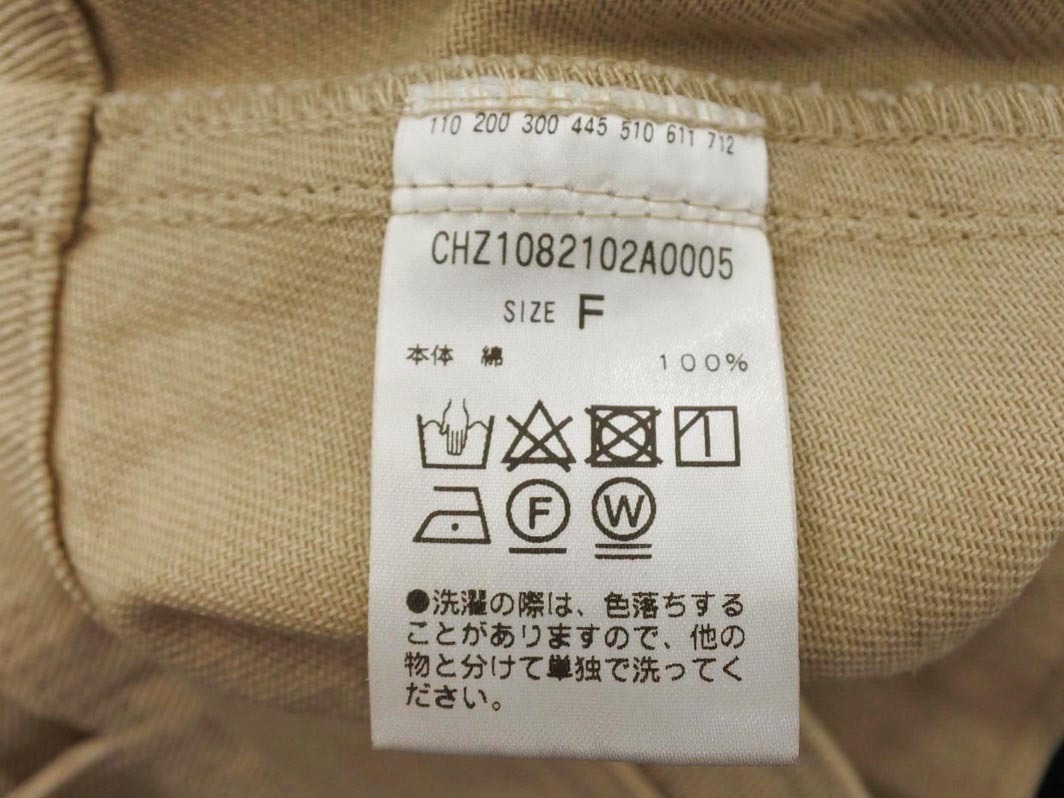 110 200 300 445 510 611 712
CHZ1082102A0005
SIZE F
本体 綿 100%
F W
●洗濯の際は、色落ちする
ことがありますので、他の
物と分けて単独で洗ってく
ださい。